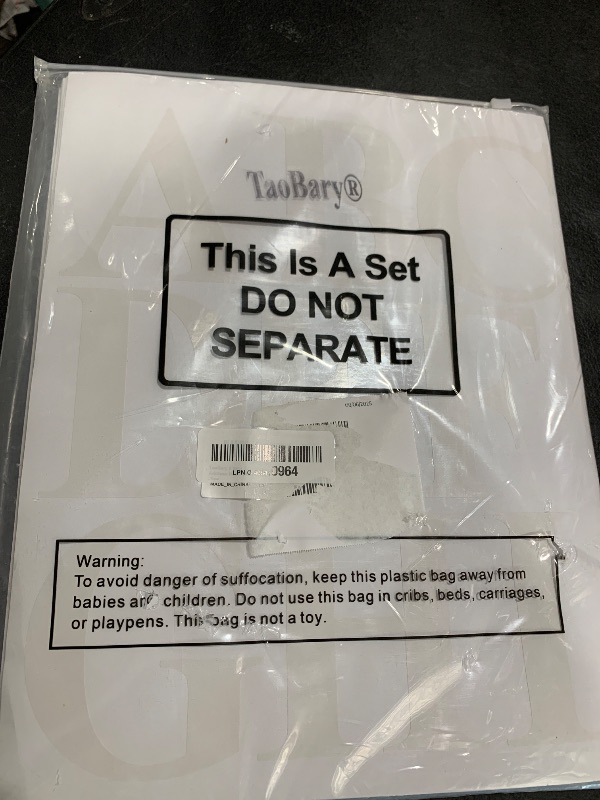 A B C
TaoBary®
This Is A Set
DO NOT
SEPARATE
0964
MADE_IN_CHINA
Warning:
To avoid danger of suffocation, keep this plastic bag away from
babies and children. Do not use this bag in cribs, beds, carriages,
or playpens. This bag is not a toy.
G H I